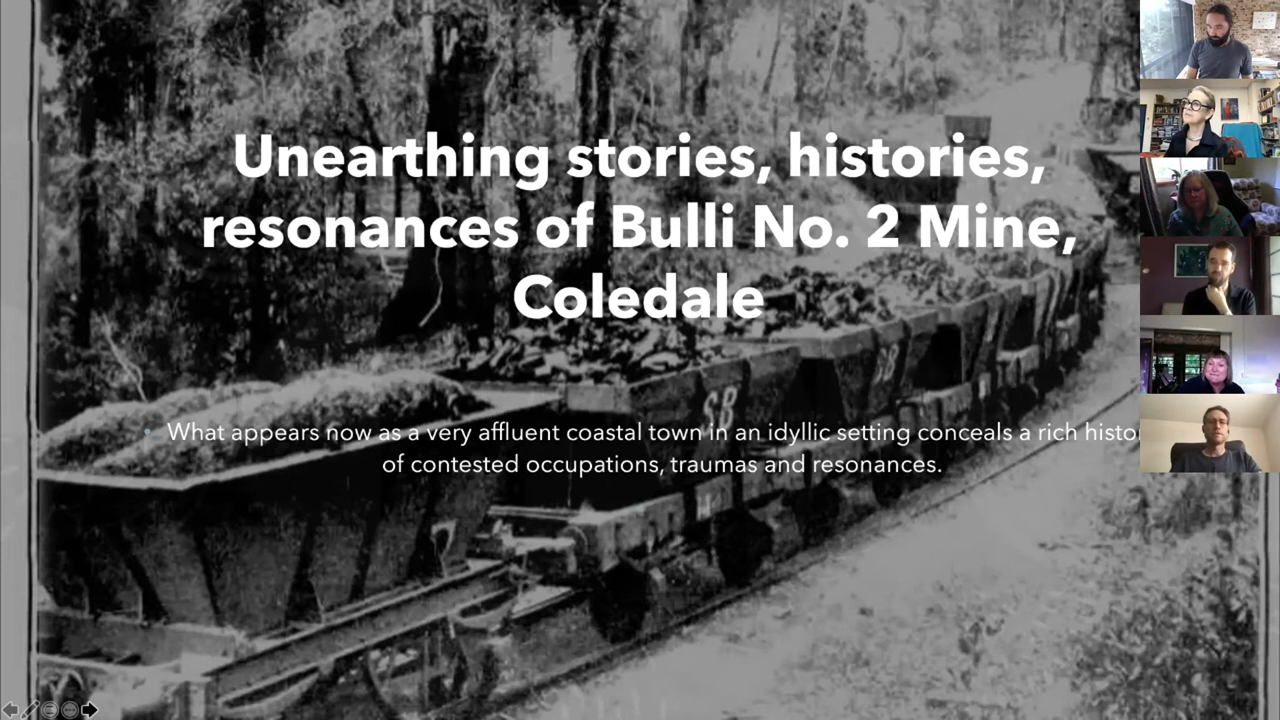 Unearthing stories, histories,
resonances of Bulli No. 2 Mine,
Coledale
SB
What appears now as a very affluent coastal town in an idyllic setting conceals a rich
of contested occupations, traumas and resonances.